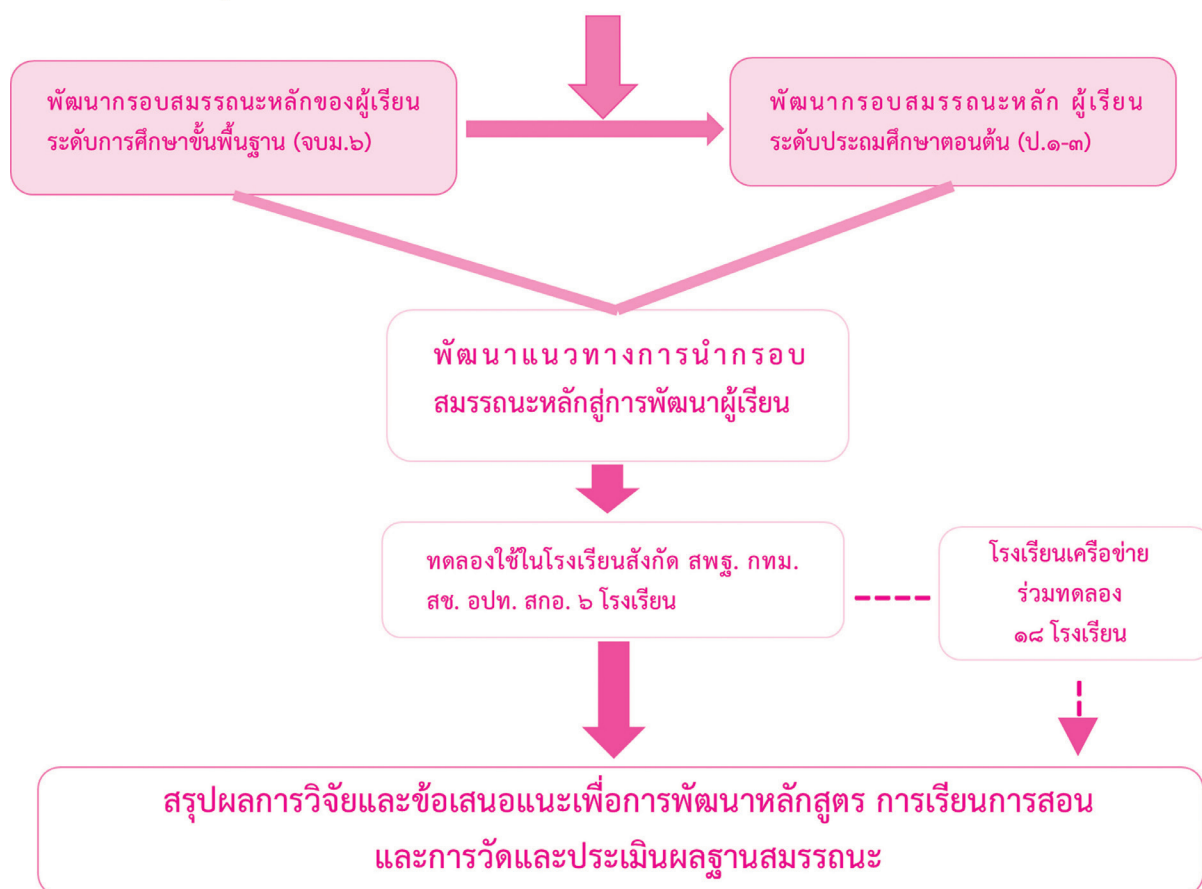 พัฒนากรอบสมรรถนะหลักของผู้เรียน
ระดับการศึกษาขั้นพื้นฐาน (จบม.๖)
พัฒนากรอบสมรรถนะหลัก ผู้เรียน
ระดับประถมศึกษาตอนต้น (ป.๑-๓)
พัฒนาแนวทางการนำกรอบ
สมรรถนะหลักสู่การพัฒนาผู้เรียน
ทดลองใช้ในโรงเรียนสังกัด สพฐ. กทม.
สช. อปท. สกอ. ๖ โรงเรียน
โรงเรียนเครือข่าย
ร่วมทดลอง
๑๘ โรงเรียน
สรุปผลการวิจัยและข้อเสนอแนะเพื่อการพัฒนาหลักสูตร การเรียนการสอน
และการวัดและประเมินผลฐานสมรรถนะ